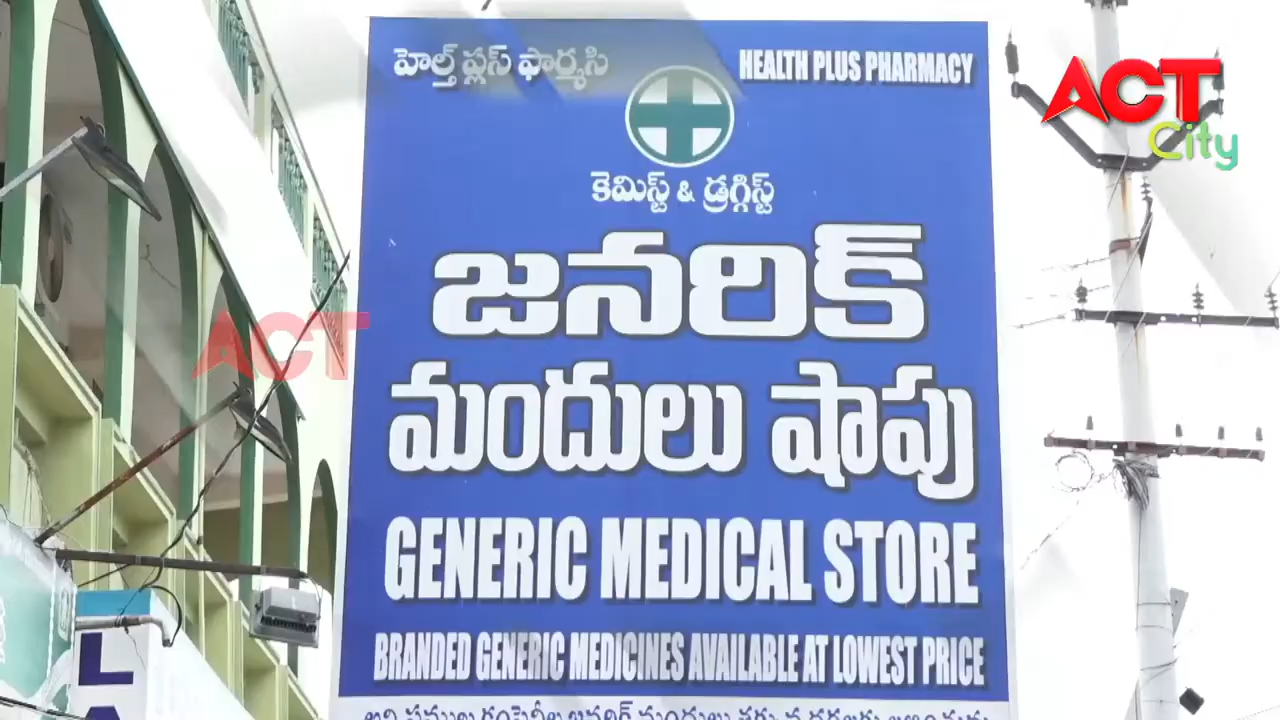 హెల్త్ ప్లస్ ఫార్మసి
HEALTH PLUS PHARMACY
ACT
City
కెమిస్ట్ & డ్రగ్గిస్ట్
జనరిక్
ACT
మందులు షాపు
GENERIC MEDICAL STORE
BRANDED GENERIC MEDICINES AVAILABLE AT LOWEST PRICE
L